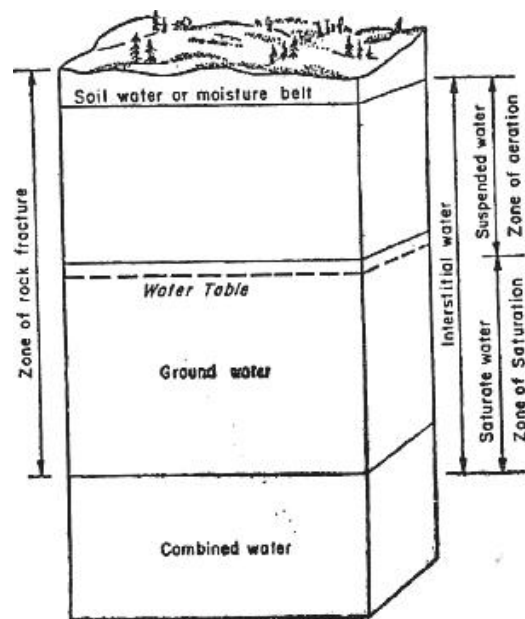 Soil water or moisture belt
Zone of rock fracture
Water Table
Ground water
Combined water
Interstitial water
Suspended water
Zone of aeration
Saturate water
Zone of Saturation